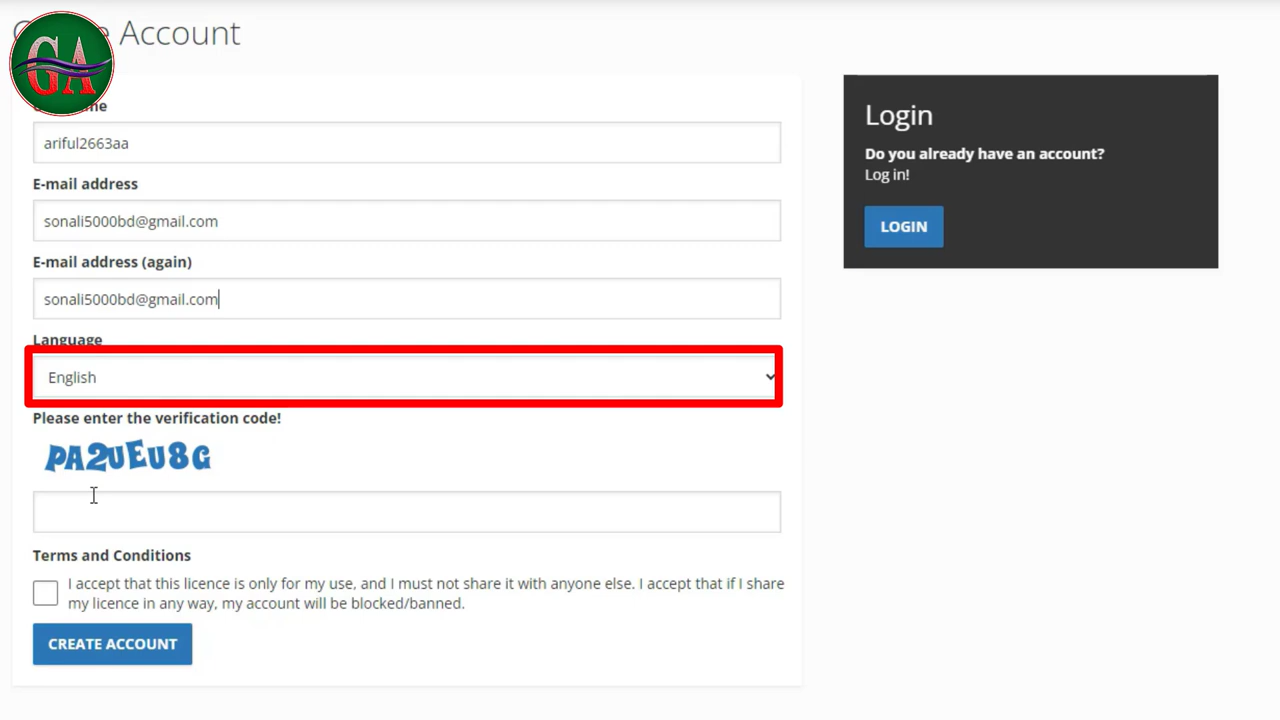 Account
GA
ariful2663aa
E-mail address
sonali5000bd@gmail.com
E-mail address (again)
sonali5000bd@gmail.com
Language
English
Please enter the verification code!
PA2UEU8G
Terms and Conditions
I accept that this licence is only for my use, and I must not share it with anyone else. I accept that if I share
my licence in any way, my account will be blocked/banned.
CREATE ACCOUNT
Login
Do you already have an account?
Log in!
LOGIN